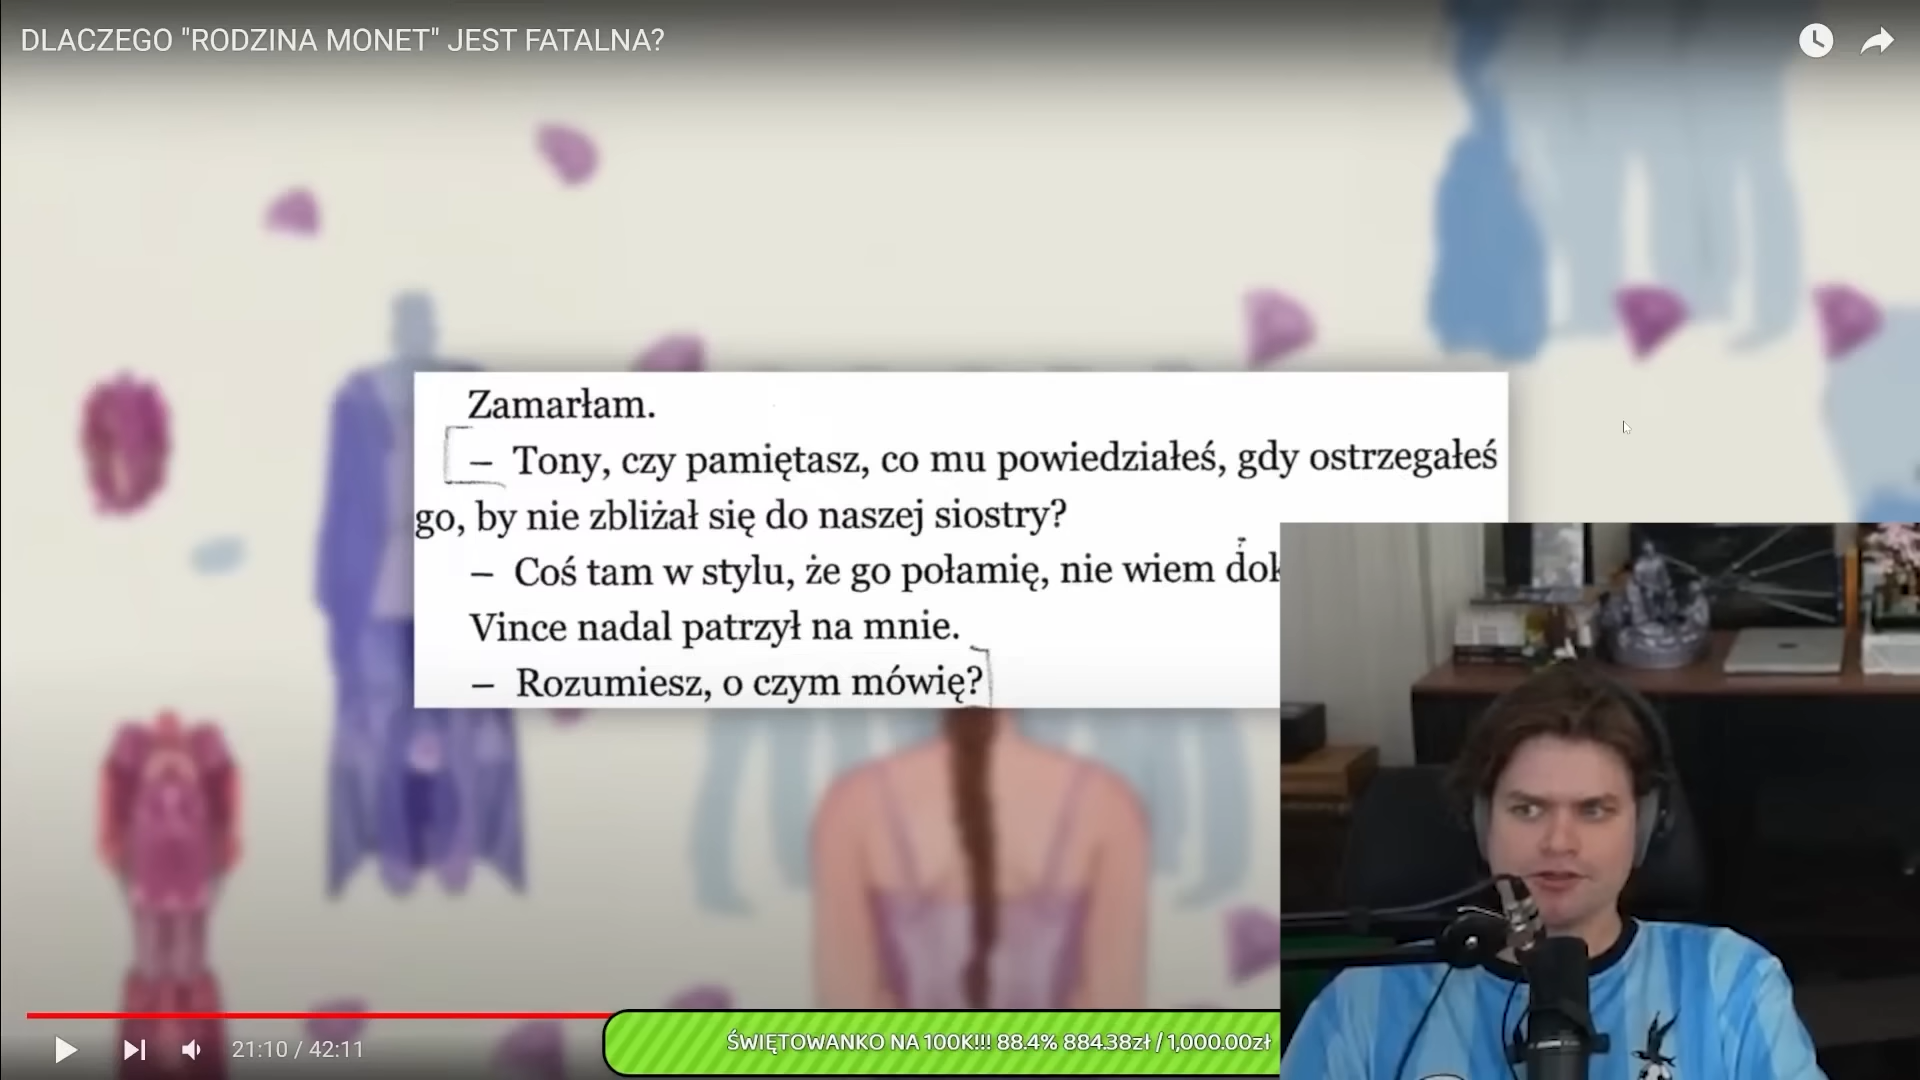 DLACZEGO "RODZINA MONET" JEST FATALNA?
Zamarłam.
– Tony, czy pamiętasz, co mu powiedziałeś, gdy ostrzegałeś
go, by nie zbliżał się do naszej siostry?
– Coś tam w stylu, że go połamię, nie wiem
Vince nadal patrzył na mnie.
– Rozumiesz, o czym mówię?
21:10 / 42:11
ŚWIĘTOWANKO NA 100K!!! 88.4% 884.38zł / 1,000.00zł